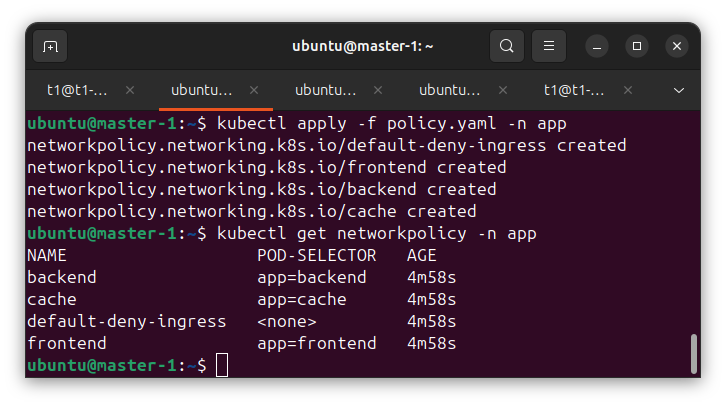 ubuntu@master-1: ~
t1@t1-...
ubuntu...
ubuntu...
ubuntu...
t1@t1-...
ubuntu@master-1:~$ kubectl apply -f policy.yaml -n app
networkpolicy.networking.k8s.io/default-deny-ingress created
networkpolicy.networking.k8s.io/frontend created
networkpolicy.networking.k8s.io/backend created
networkpolicy.networking.k8s.io/cache created
ubuntu@master-1:~$ kubectl get networkpolicy -n app
NAME                   POD-SELECTOR   AGE
backend                app=backend    4m58s
cache                  app=cache      4m58s
default-deny-ingress   <none>         4m58s
frontend               app=frontend   4m58s
ubuntu@master-1:~$